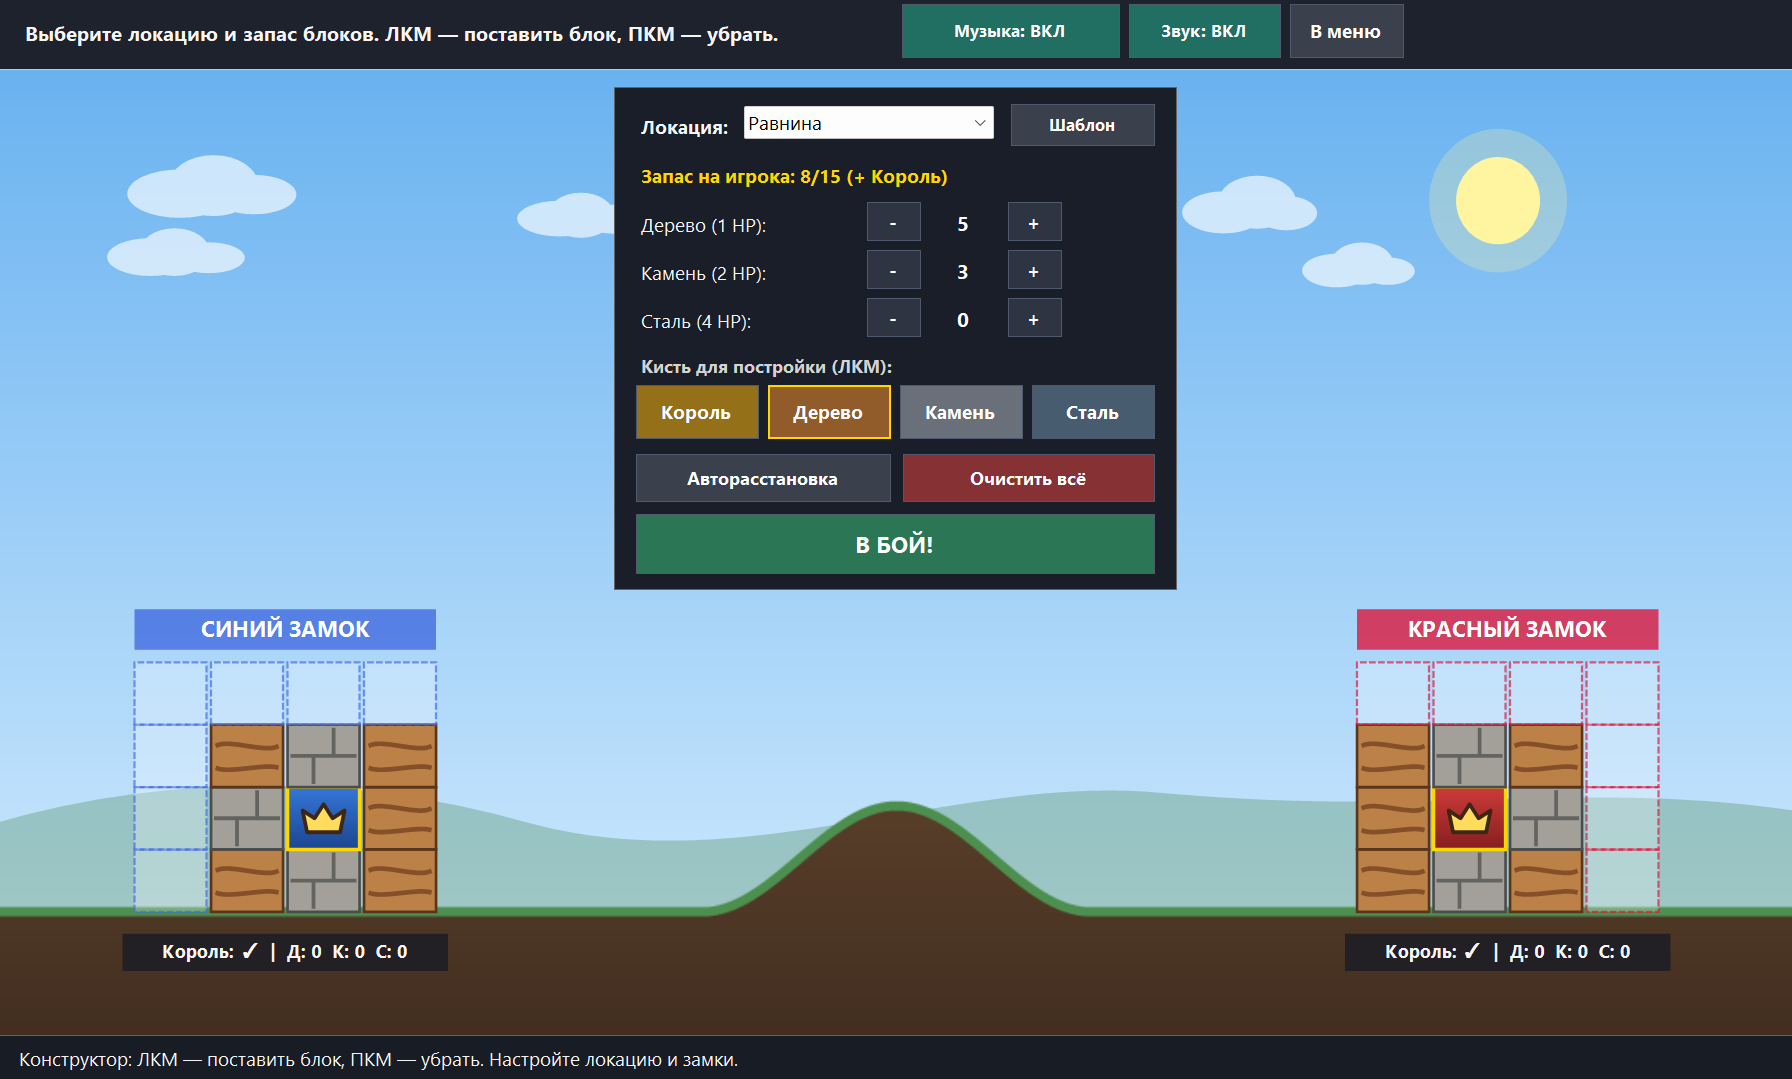 Выберите локацию и запас блоков. ЛКМ — поставить блок, ПКМ — убрать.
Музыка: ВКЛ
Звук: ВКЛ
В меню
Локация:
Равнина
Шаблон
Запас на игрока: 8/15 (+ Король)
Дерево (1 HP): - 5 +
Камень (2 HP): - 3 +
Сталь (4 HP): - 0 +
Кисть для постройки (ЛКМ):
Король
Дерево
Камень
Сталь
Авторасстановка
Очистить всё
В БОЙ!
СИНИЙ ЗАМОК
КРАСНЫЙ ЗАМОК
Король: ✓ | Д: 0 К: 0 С: 0
Король: ✓ | Д: 0 К: 0 С: 0
Конструктор: ЛКМ — поставить блок, ПКМ — убрать. Настройте локацию и замки.